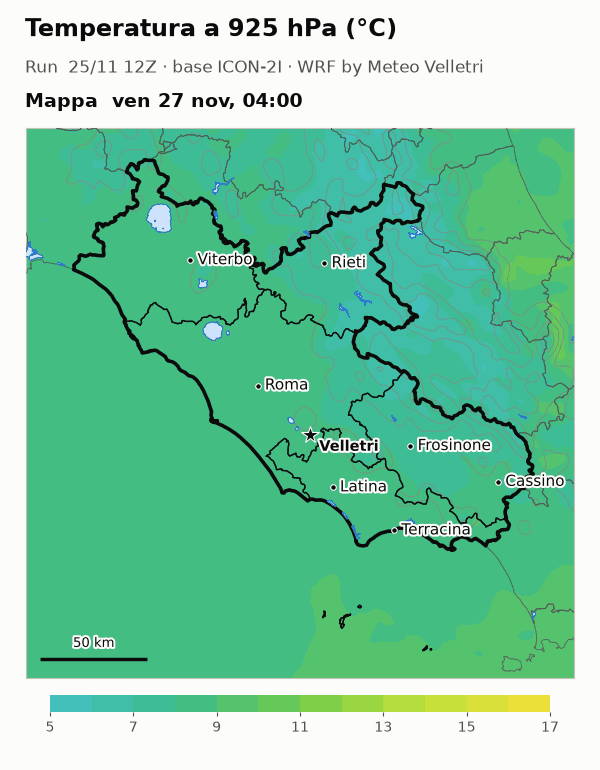 Temperatura a 925 hPa (°C)
Run 25/11 12Z · base ICON-2I · WRF by Meteo Velletri
Mappa ven 27 nov, 04:00
Viterbo
Rieti
Roma
Velletri
Frosinone
Cassino
Latina
Terracina
50 km
5 7 9 11 13 15 17